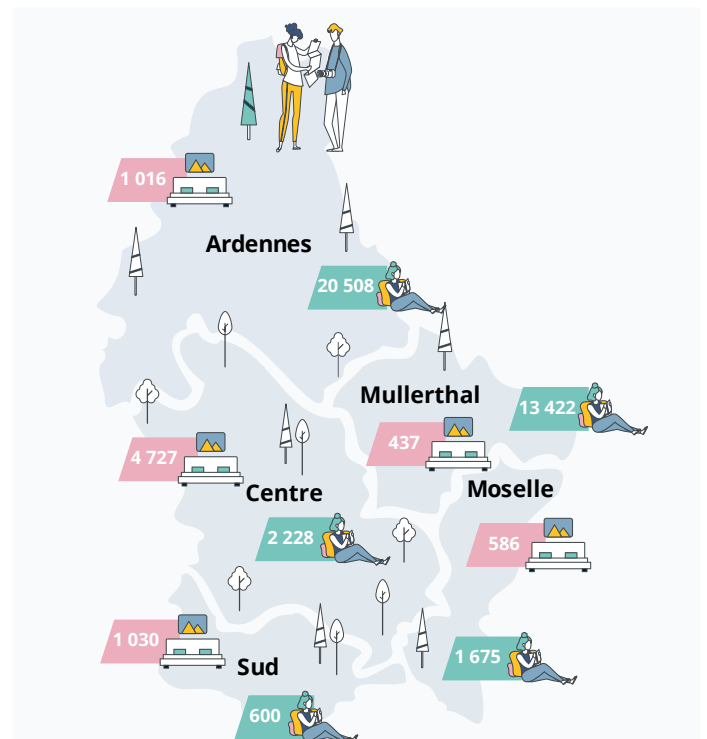 1 016
Ardennes
20 508
Mullerthal
13 422
437
4 727
Centre
Moselle
2 228
586
1 030
Sud
1 675
600